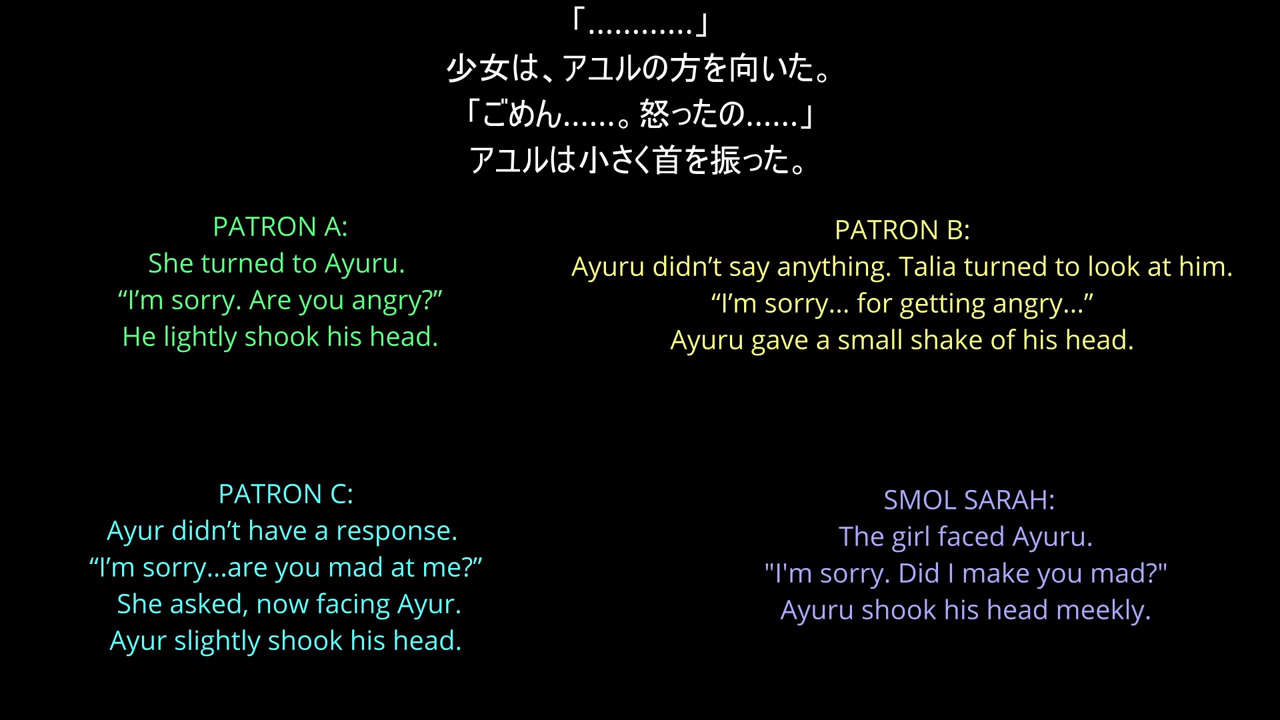 「…………」
少女は、アユルの方を向いた。
「ごめん……。怒ったの……」
アユルは小さく首を振った。
PATRON A:
She turned to Ayuru.
“I’m sorry. Are you angry?”
He lightly shook his head.
PATRON B:
Ayuru didn’t say anything. Talia turned to look at him.
“I’m sorry... for getting angry...”
Ayuru gave a small shake of his head.
PATRON C:
Ayur didn’t have a response.
“I’m sorry...are you mad at me?”
She asked, now facing Ayur.
Ayur slightly shook his head.
SMOL SARAH:
The girl faced Ayuru.
"I'm sorry. Did I make you mad?"
Ayuru shook his head meekly.